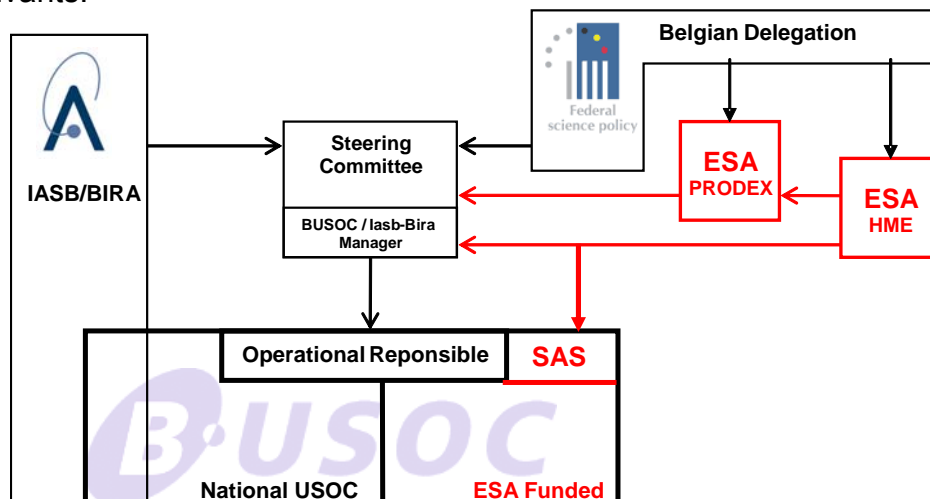 Belgian Delegation
Federal
science policy
IASB/BIRA
Steering
Committee
BUSOC / Iasb-Bira
Manager
ESA
PRODEX
ESA
HME
Operational Reponsible
SAS
B.USOC
National USOC
ESA Funded